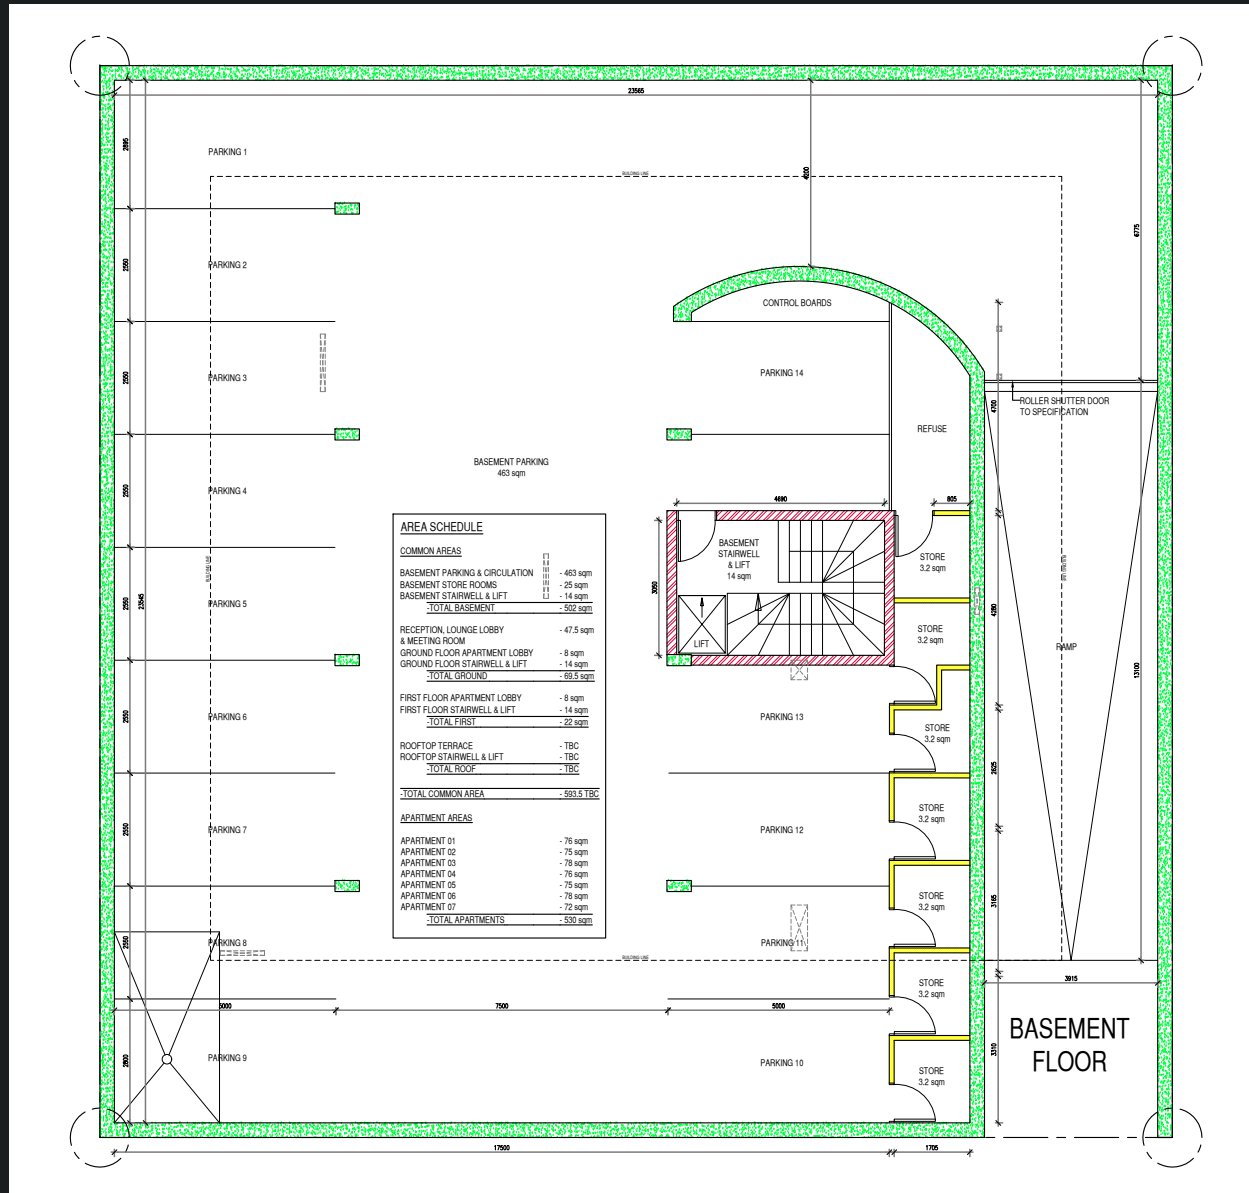 23565
PARKING 1
2895
BUILDING LINE
4200
6775
PARKING 2
2550
CONTROL BOARDS
PARKING 3
2550
PARKING 14
ROLLER SHUTTER DOOR
TO SPECIFICATION
4700
REFUSE
BASEMENT PARKING
463 sqm
PARKING 4
2550
4690
805
BASEMENT
STAIRWELL
& LIFT
14 sqm
3050
LIFT
STORE
3.2 sqm
STORE
3.2 sqm
4280
RAMP
13100
BUILDING LINE
BUILDING LINE
PARKING 5
2550
23545
AREA SCHEDULE
COMMON AREAS
BASEMENT PARKING & CIRCULATION - 463 sqm
BASEMENT STORE ROOMS - 25 sqm
BASEMENT STAIRWELL & LIFT - 14 sqm
-TOTAL BASEMENT - 502 sqm
RECEPTION, LOUNGE LOBBY - 47.5 sqm
& MEETING ROOM
GROUND FLOOR APARTMENT LOBBY - 8 sqm
GROUND FLOOR STAIRWELL & LIFT - 14 sqm
-TOTAL GROUND - 69.5 sqm
FIRST FLOOR APARTMENT LOBBY - 8 sqm
FIRST FLOOR STAIRWELL & LIFT - 14 sqm
-TOTAL FIRST - 22 sqm
ROOFTOP TERRACE - TBC
ROOFTOP STAIRWELL & LIFT - TBC
-TOTAL ROOF - TBC
-TOTAL COMMON AREA - 593.5 TBC
APARTMENT AREAS
APARTMENT 01 - 76 sqm
APARTMENT 02 - 75 sqm
APARTMENT 03 - 78 sqm
APARTMENT 04 - 76 sqm
APARTMENT 05 - 75 sqm
APARTMENT 06 - 78 sqm
APARTMENT 07 - 72 sqm
-TOTAL APARTMENTS - 530 sqm
PARKING 6
2550
PARKING 13
STORE
3.2 sqm
2625
PARKING 7
2550
PARKING 12
STORE
3.2 sqm
STORE
3.2 sqm
3165
PARKING 8
2550
PARKING 11
BUILDING LINE
STORE
3.2 sqm
3915
5000
7500
5000
PARKING 9
2800
PARKING 10
STORE
3.2 sqm
3310
BASEMENT
FLOOR
17500
1705